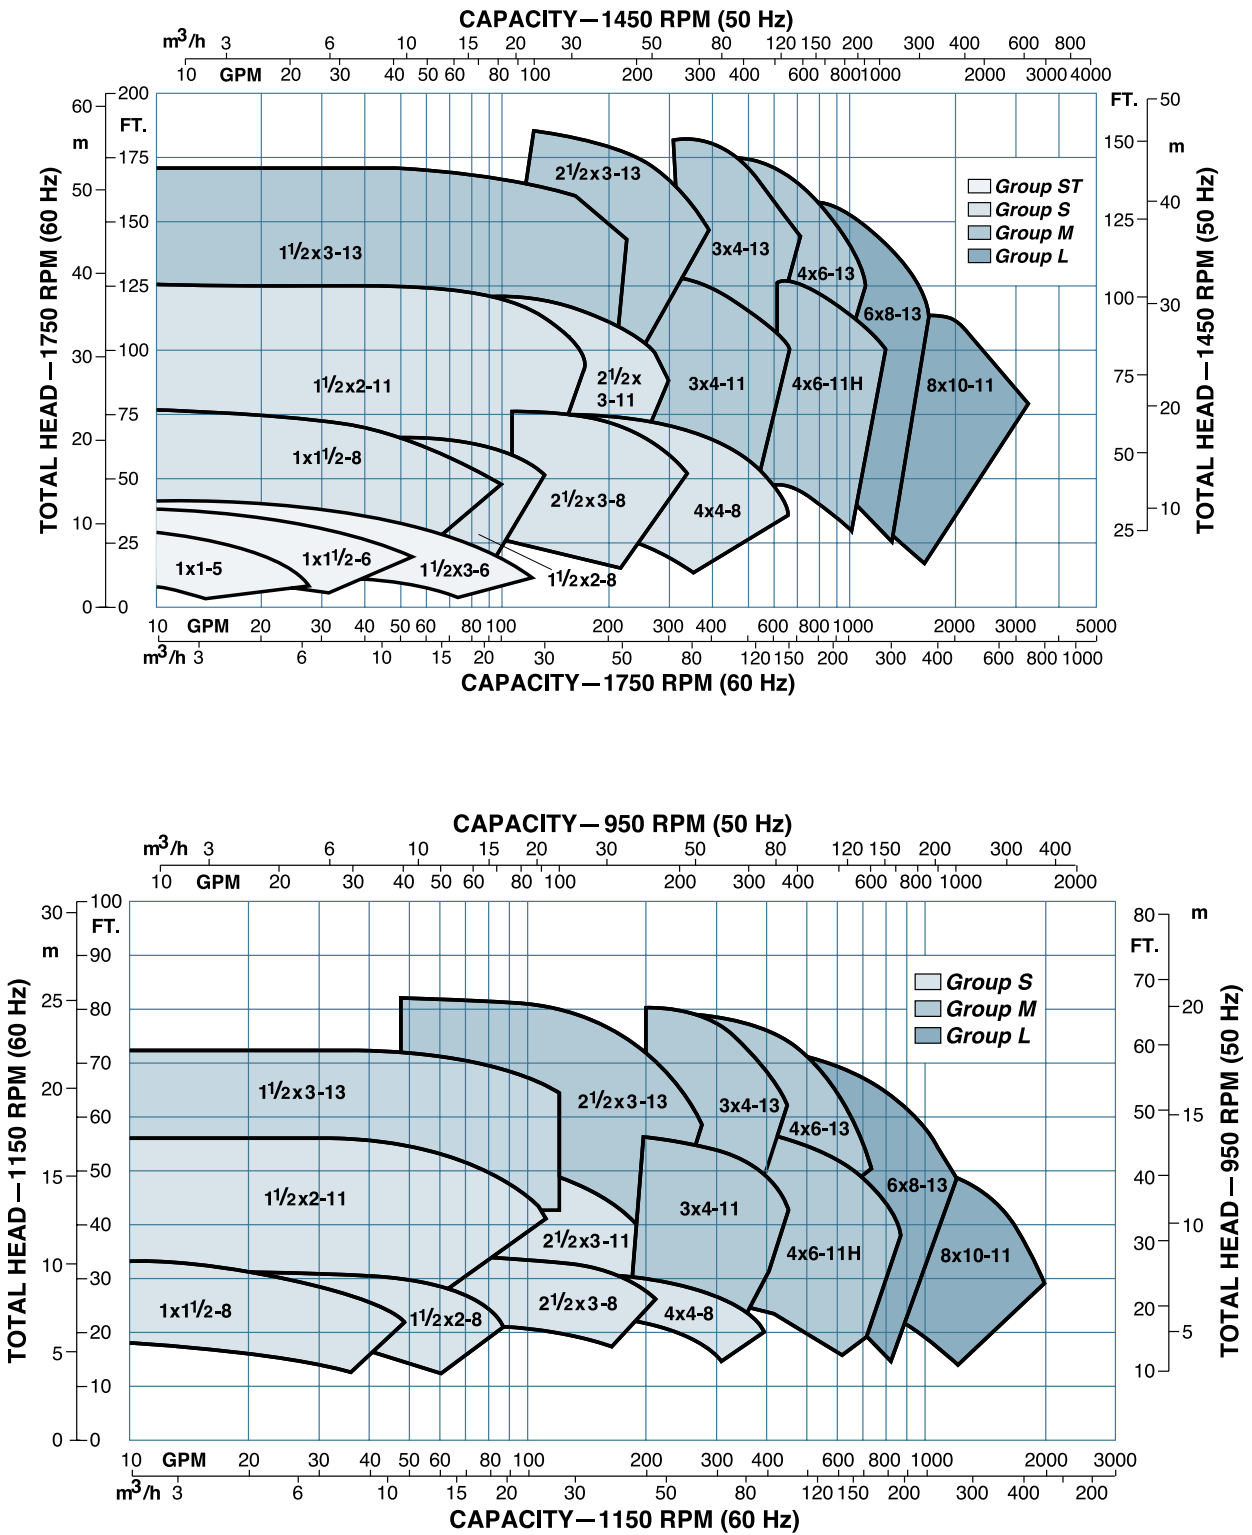 CAPACITY—1450 RPM (50 Hz)
m³/h 3 6 10 15 20 30 50 80 120 150 200 300 400 600 800
10 GPM 20 30 40 50 60 80 100 200 300 400 600 800 1000 2000 3000 4000
60 200 FT. 50
FT. 150 m
m 175
50 150 40
125
40 125 100 30
30 100
75
75 20
20 50
50
10 10
25 25
0 0
TOTAL HEAD—1750 RPM (60 Hz)
TOTAL HEAD—1450 RPM (50 Hz)
Group ST
Group S
Group M
Group L
2½x3-13
1½x3-13
3x4-13
4x6-13
6x8-13
1½x2-11
2½x
3-11
3x4-11
4x6-11H
8x10-11
1x1½-8
2½x3-8
4x4-8
1x1-5
1x1½-6
1½x3-6
1½x2-8
10 GPM 20 30 40 50 60 80 100 200 300 400 600 800 1000 2000 3000 5000
m³/h 3 6 10 15 20 30 50 80 120 150 200 300 400 600 800 1000
CAPACITY—1750 RPM (60 Hz)
CAPACITY—950 RPM (50 Hz)
m³/h 3 6 10 15 20 30 50 80 120 150 200 300 400
10 GPM 20 30 40 50 60 80 100 200 300 400 600 800 1000 2000
100 80 m
30 FT. FT.
m 90
70
25 80 20
60
70
20 50
60 15
15 50 40
40 10
30
10 30
20
20 5
5 10
10
0 0
TOTAL HEAD—1150 RPM (60 Hz)
TOTAL HEAD—950 RPM (50 Hz)
Group S
Group M
Group L
1½x3-13
2½x3-13
3x4-13
4x6-13
6x8-13
1½x2-11
3x4-11
2½x3-11
4x6-11H
8x10-11
1x1½-8
1½x2-8
2½x3-8
4x4-8
10 GPM 20 30 40 50 60 80 100 200 300 400 600 800 1000 2000 3000
m³/h 3 6 10 15 20 30 50 80 120 150 200 300 400 200
CAPACITY—1150 RPM (60 Hz)